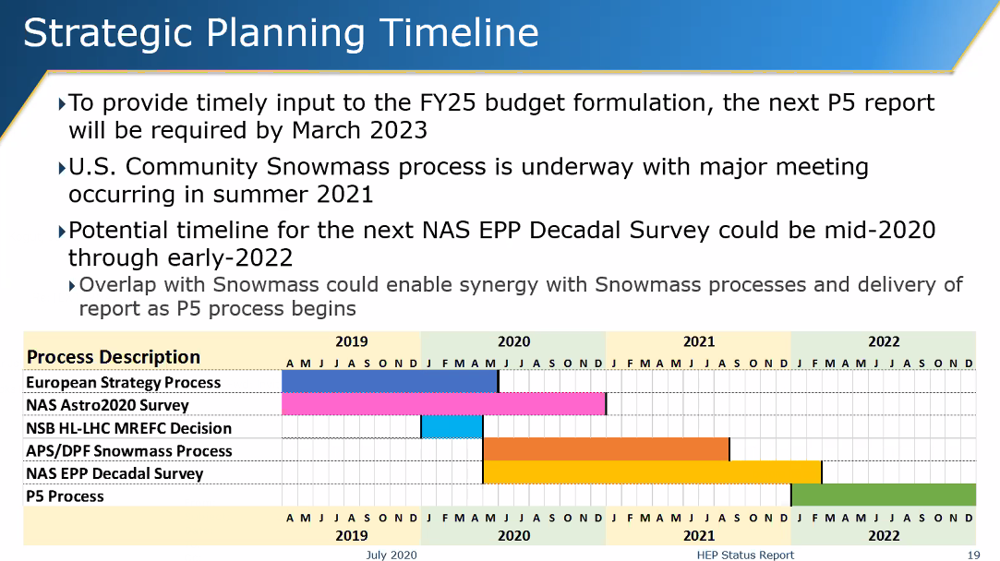 Strategic Planning Timeline
To provide timely input to the FY25 budget formulation, the next P5 report
will be required by March 2023
U.S. Community Snowmass process is underway with major meeting
occurring in summer 2021
Potential timeline for the next NAS EPP Decadal Survey could be mid-2020
through early-2022
Overlap with Snowmass could enable synergy with Snowmass processes and delivery of
report as P5 process begins
2019 2020 2021 2022
Process Description
A M J J A S O N D J F M A M J J A S O N D J F M A M J J A S O N D J F M A M J J A S O N D
European Strategy Process
NAS Astro2020 Survey
NSB HL-LHC MREFC Decision
APS/DPF Snowmass Process
NAS EPP Decadal Survey
P5 Process
A M J J A S O N D J F M A M J J A S O N D J F M A M J J A S O N D J F M A M J J A S O N D
2019 2020 2021 2022
July 2020 HEP Status Report 19